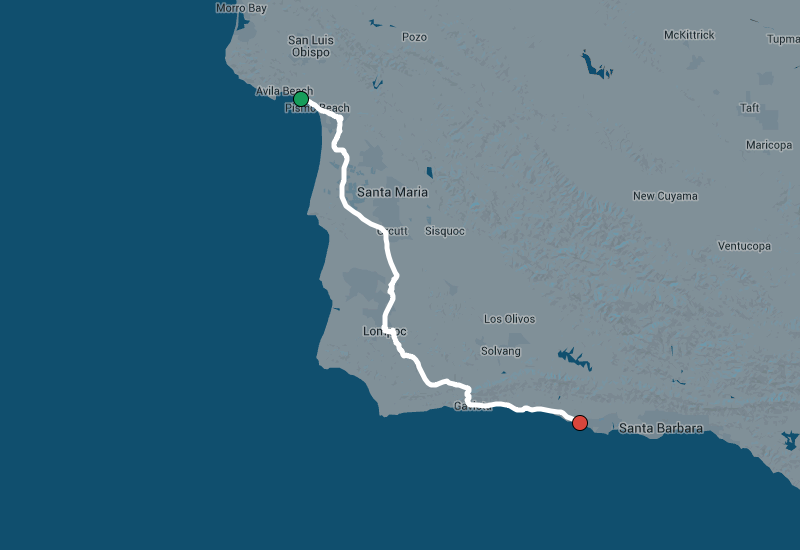 Morro Bay
San Luis
Obispo
Pozo
McKittrick
Tupma
Avila Beach
Pismo Beach
Taft
Maricopa
Santa Maria
New Cuyama
Orcutt
Sisquoc
Ventucopa
Los Olivos
Lompoc
Solvang
Gaviota
Santa Barbara